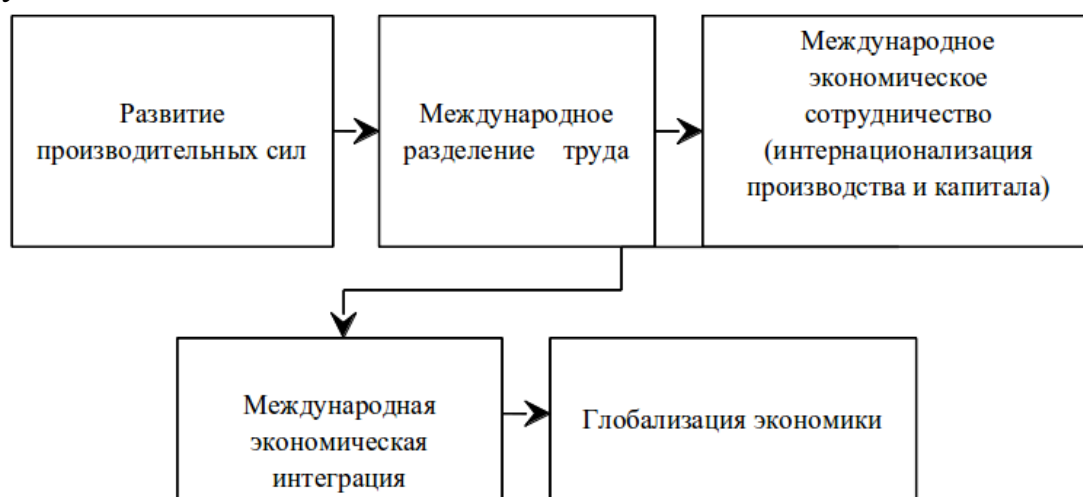 Развитие
производительных сил
Международное
разделение труда
Международное
экономическое
сотрудничество
(интернационализация
производства и капитала)
Международная
экономическая
интеграция
Глобализация экономики